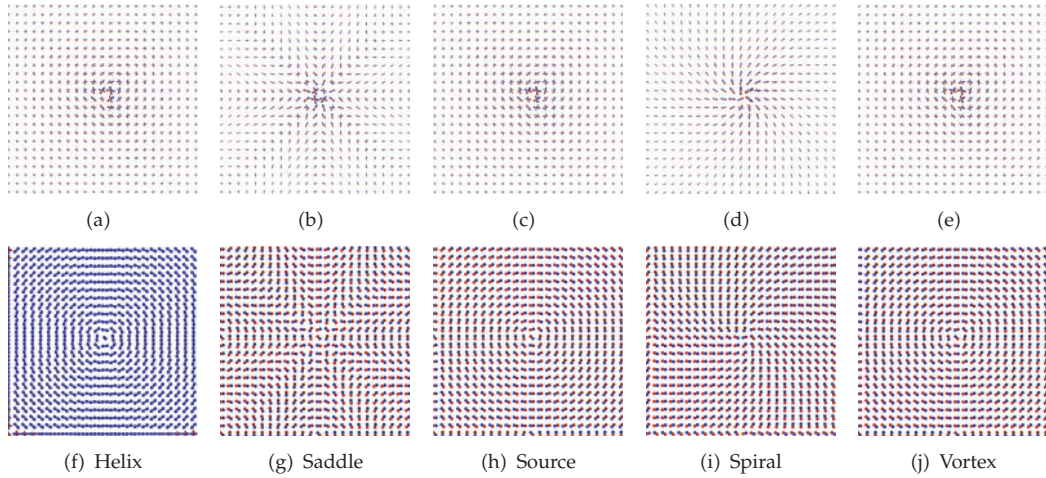 (a) (b) (c) (d) (e)
(f) Helix (g) Saddle (h) Source (i) Spiral (j) Vortex